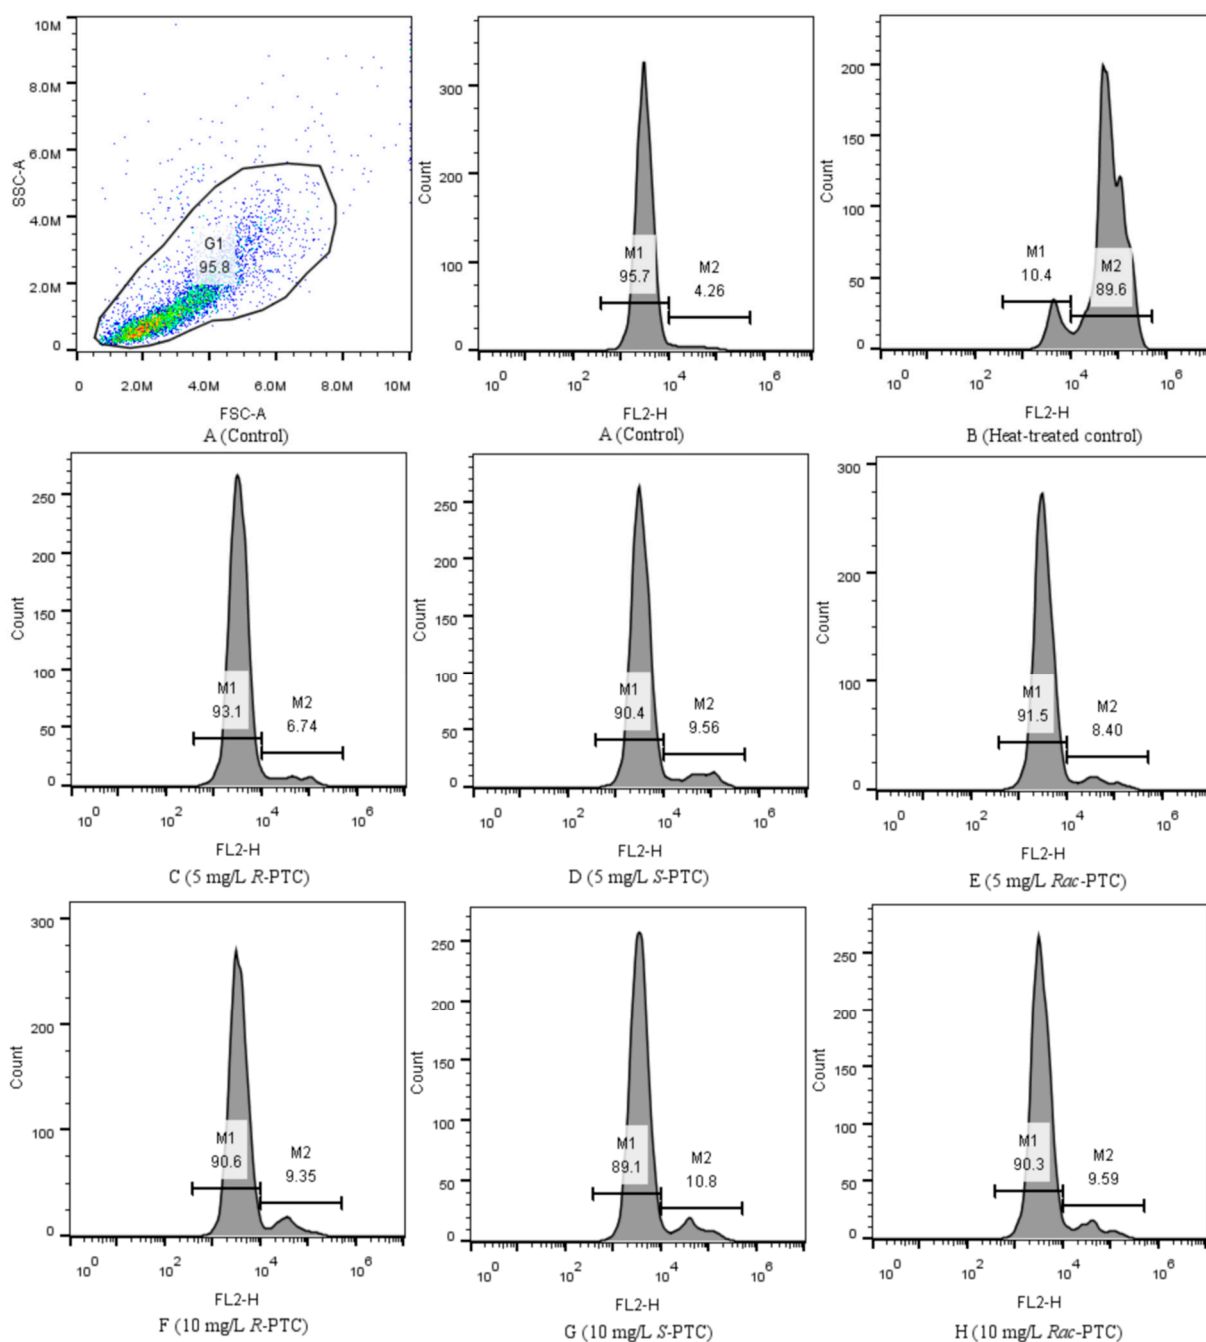 10M
8.0M
6.0M
4.0M
2.0M
0
SSC-A
G1
95.8
0 2.0M 4.0M 6.0M 8.0M 10M
FSC-A
A (Control)
300
200
100
0
Count
M1
95.7
M2
4.26
10^0 10^2 10^4 10^6
FL2-H
A (Control)
200
150
100
50
0
Count
M1
10.4
M2
89.6
10^0 10^2 10^4 10^6
FL2-H
B (Heat-treated control)
250
200
150
100
50
0
Count
M1
93.1
M2
6.74
10^0 10^2 10^4 10^6
FL2-H
C (5 mg/L R-PTC)
250
200
150
100
50
0
Count
M1
90.4
M2
9.56
10^0 10^2 10^4 10^6
FL2-H
D (5 mg/L S-PTC)
300
200
100
0
Count
M1
91.5
M2
8.40
10^0 10^2 10^4 10^6
FL2-H
E (5 mg/L Rac-PTC)
300
200
100
0
Count
M1
90.6
M2
9.35
10^0 10^2 10^4 10^6
FL2-H
F (10 mg/L R-PTC)
250
200
150
100
50
0
Count
M1
89.1
M2
10.8
10^0 10^2 10^4 10^6
FL2-H
G (10 mg/L S-PTC)
250
200
150
100
50
0
Count
M1
90.3
M2
9.59
10^0 10^2 10^4 10^6
FL2-H
H (10 mg/L Rac-PTC)